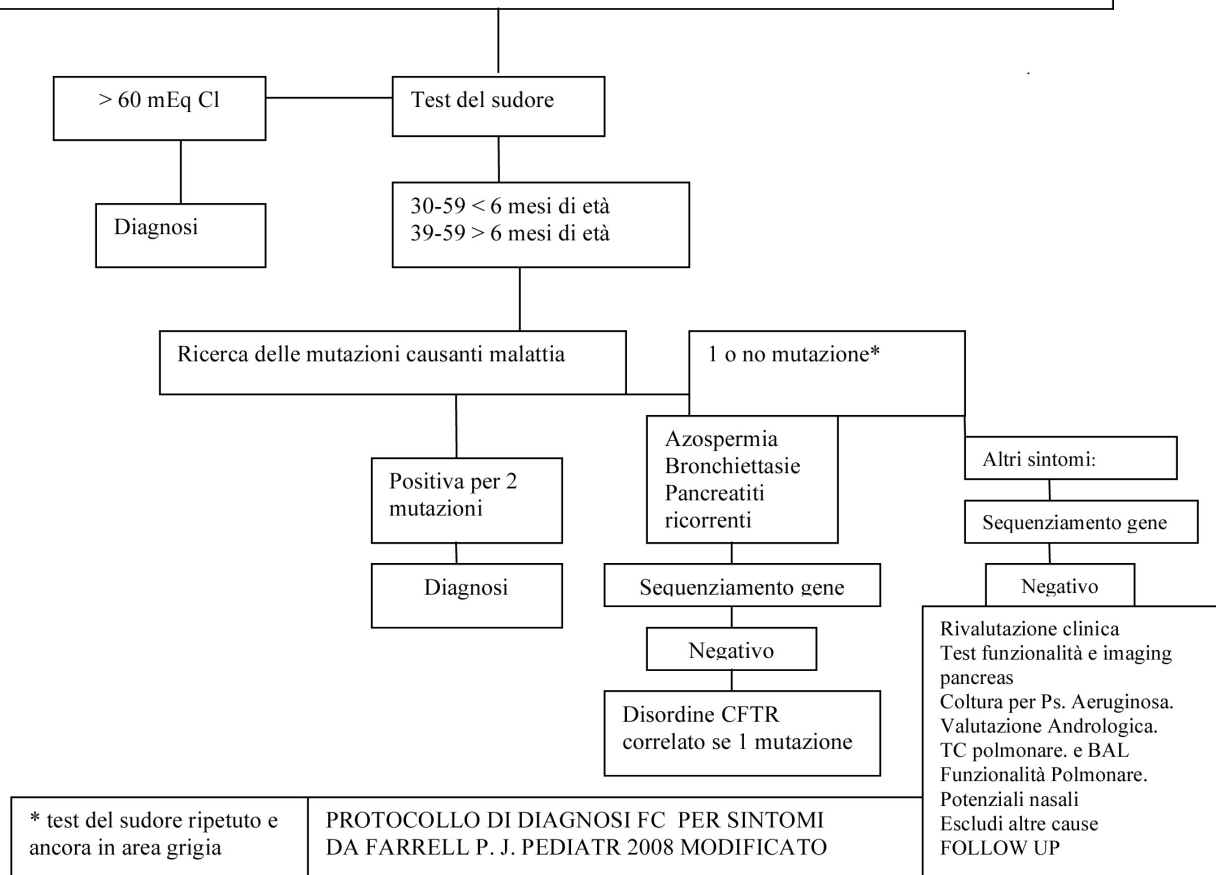 > 60 mEq Cl
Test del sudore
Diagnosi
30-59 < 6 mesi di età
39-59 > 6 mesi di età
Ricerca delle mutazioni causanti malattia
1 o no mutazione*
Positiva per 2
mutazioni
Diagnosi
Azospermia
Bronchiettasie
Pancreatiti
ricorrenti
Sequenziamento gene
Negativo
Disordine CFTR
correlato se 1 mutazione
Altri sintomi:
Sequenziamento gene
Negativo
Rivalutazione clinica
Test funzionalità e imaging
pancreas
Coltura per Ps. Aeruginosa.
Valutazione Andrologica.
TC polmonare. e BAL
Funzionalità Polmonare.
Potenziali nasali
Escludi altre cause
FOLLOW UP
* test del sudore ripetuto e
ancora in area grigia
PROTOCOLLO DI DIAGNOSI FC PER SINTOMI
DA FARRELL P. J. PEDIATR 2008 MODIFICATO